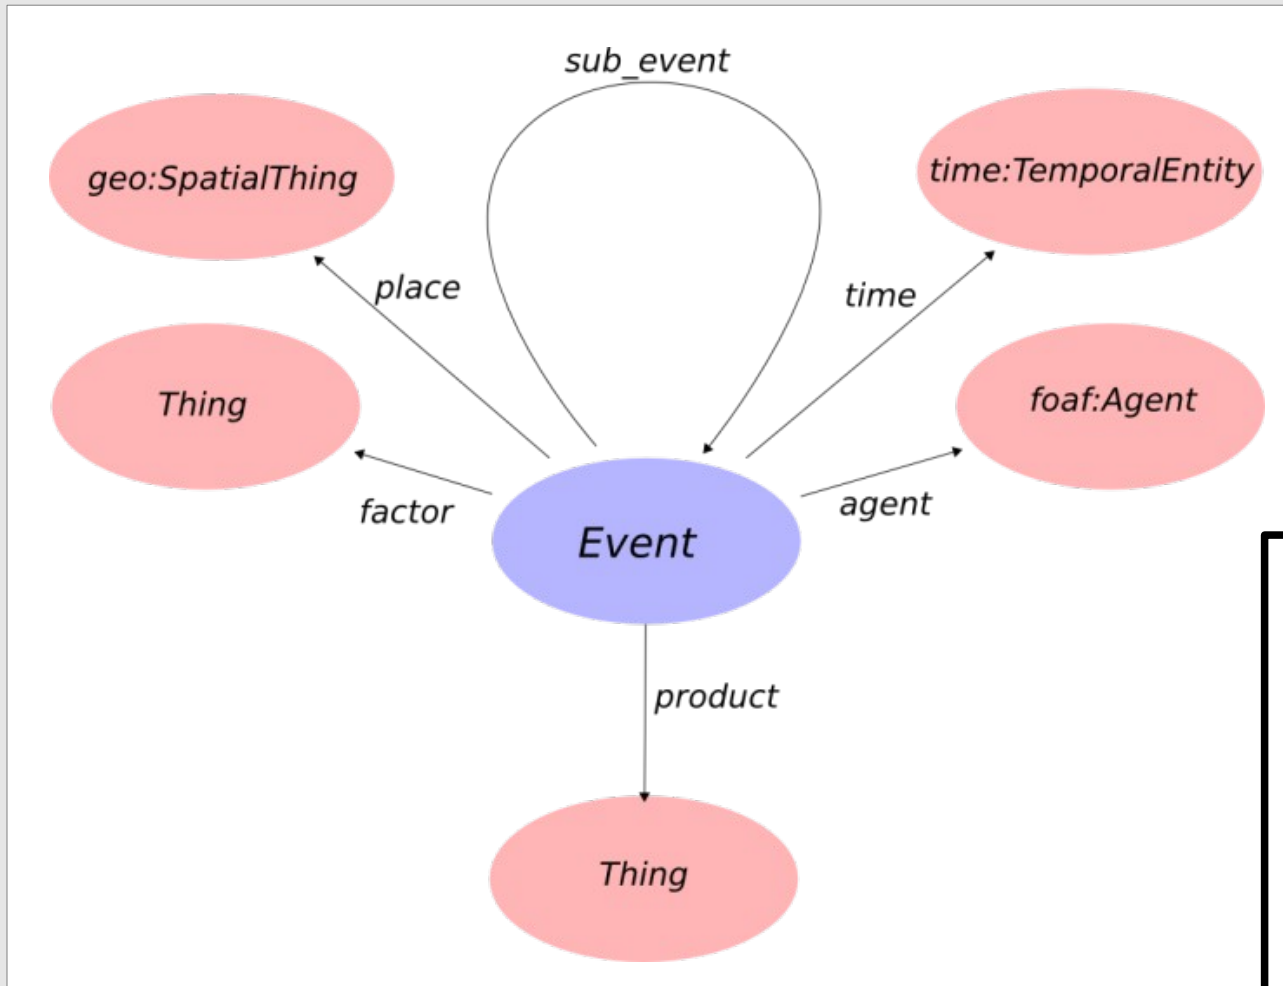 sub_event
geo:SpatialThing
time:TemporalEntity
place
time
Thing
foaf:Agent
factor
agent
Event
product
Thing